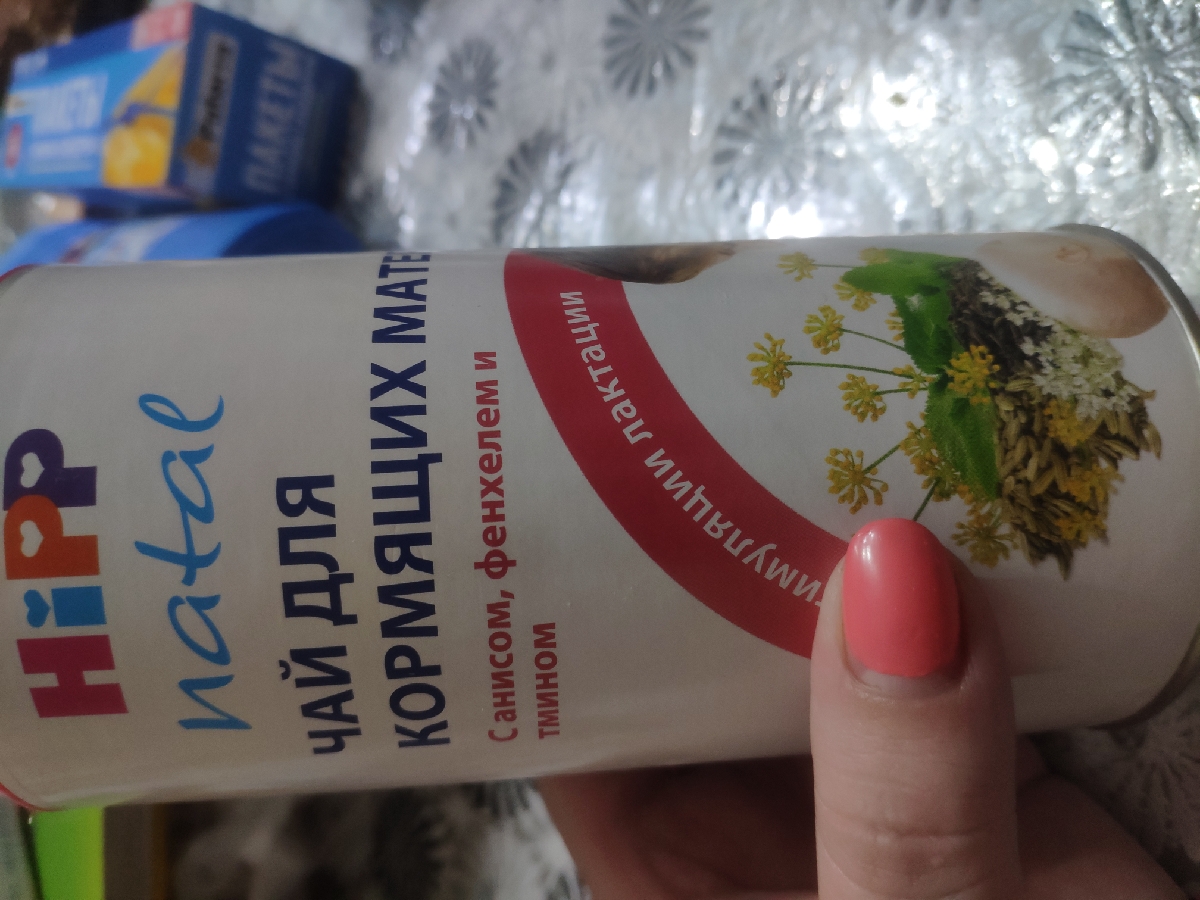 HiPP
natal
ЧАЙ ДЛЯ
КОРМЯЩИХ МАТЕ
С анисом, фенхелем и
тмином
тимуляции лактации
ПАКЕТЫ